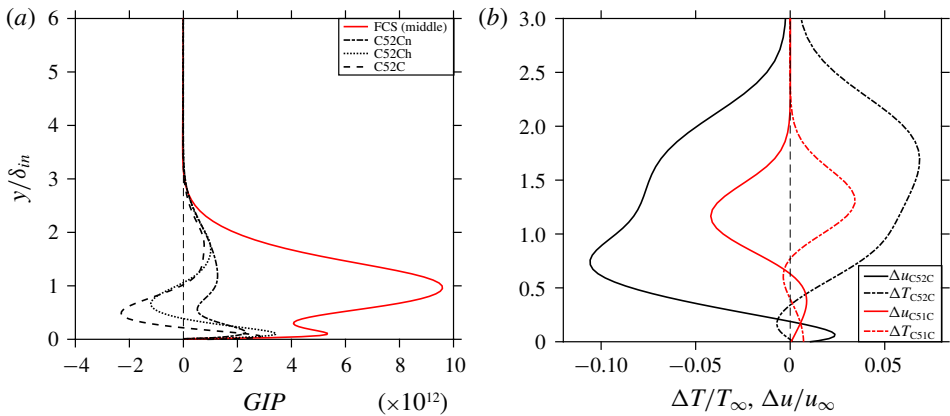 (a)
6
5
4
3
2
1
0
y/δin
FCS (middle)
C52Cn
C52Ch
C52C
−4 −2 0 2 4 6 8 10
GIP (×10¹²)
(b)
3.0
2.5
2.0
1.5
1.0
0.5
0
ΔuC52C
ΔTC52C
ΔuC51C
ΔTC51C
−0.10 −0.05 0 0.05
ΔT/T∞, Δu/u∞